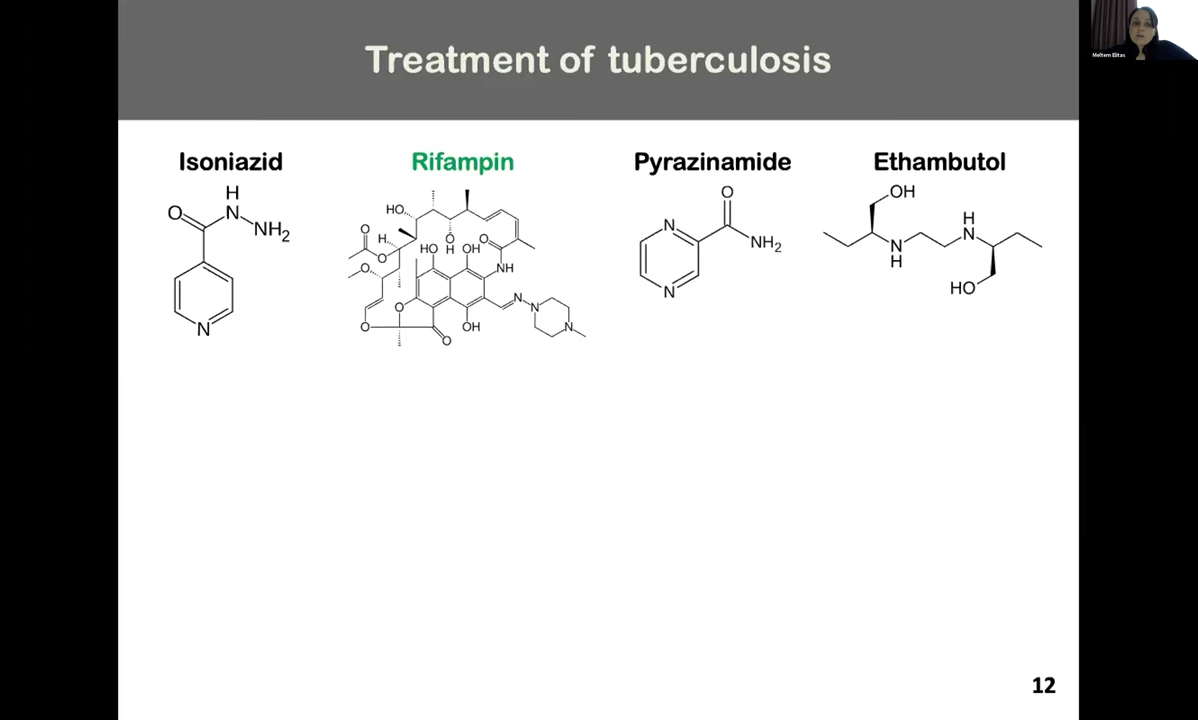 Treatment of tuberculosis
Meltem Elitas
Isoniazid
Rifampin
Pyrazinamide
Ethambutol
H
O
N
NH2
N
HO
O
H
O
O
HO
O
H
OH
O
NH
O
O
OH
O
N
N
N
O
N
NH2
N
OH
H
N
N
H
HO
12